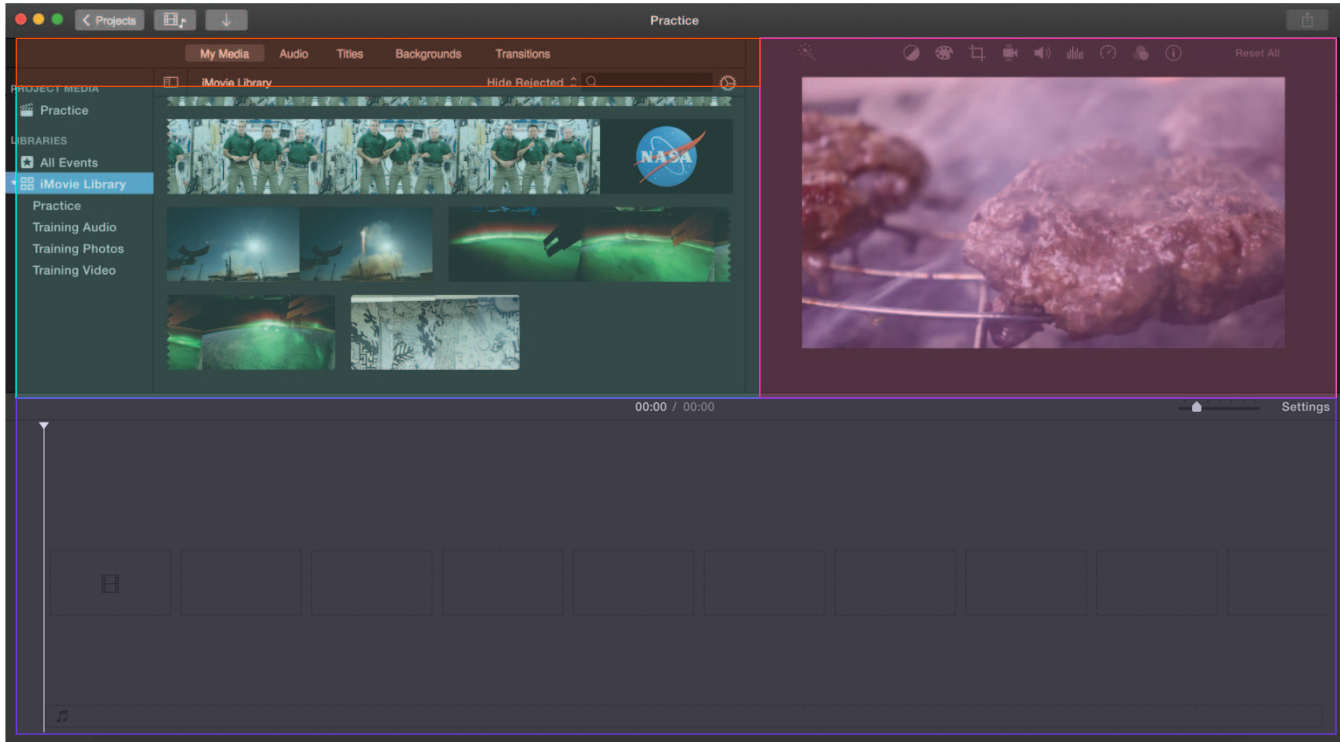 Projects
Practice
My Media Audio Titles Backgrounds Transitions
Reset All
iMovie Library Hide Rejected
PROJECT MEDIA
Practice
LIBRARIES
All Events
iMovie Library
Practice
Training Audio
Training Photos
Training Video
NASA
00:00 / 00:00
Settings